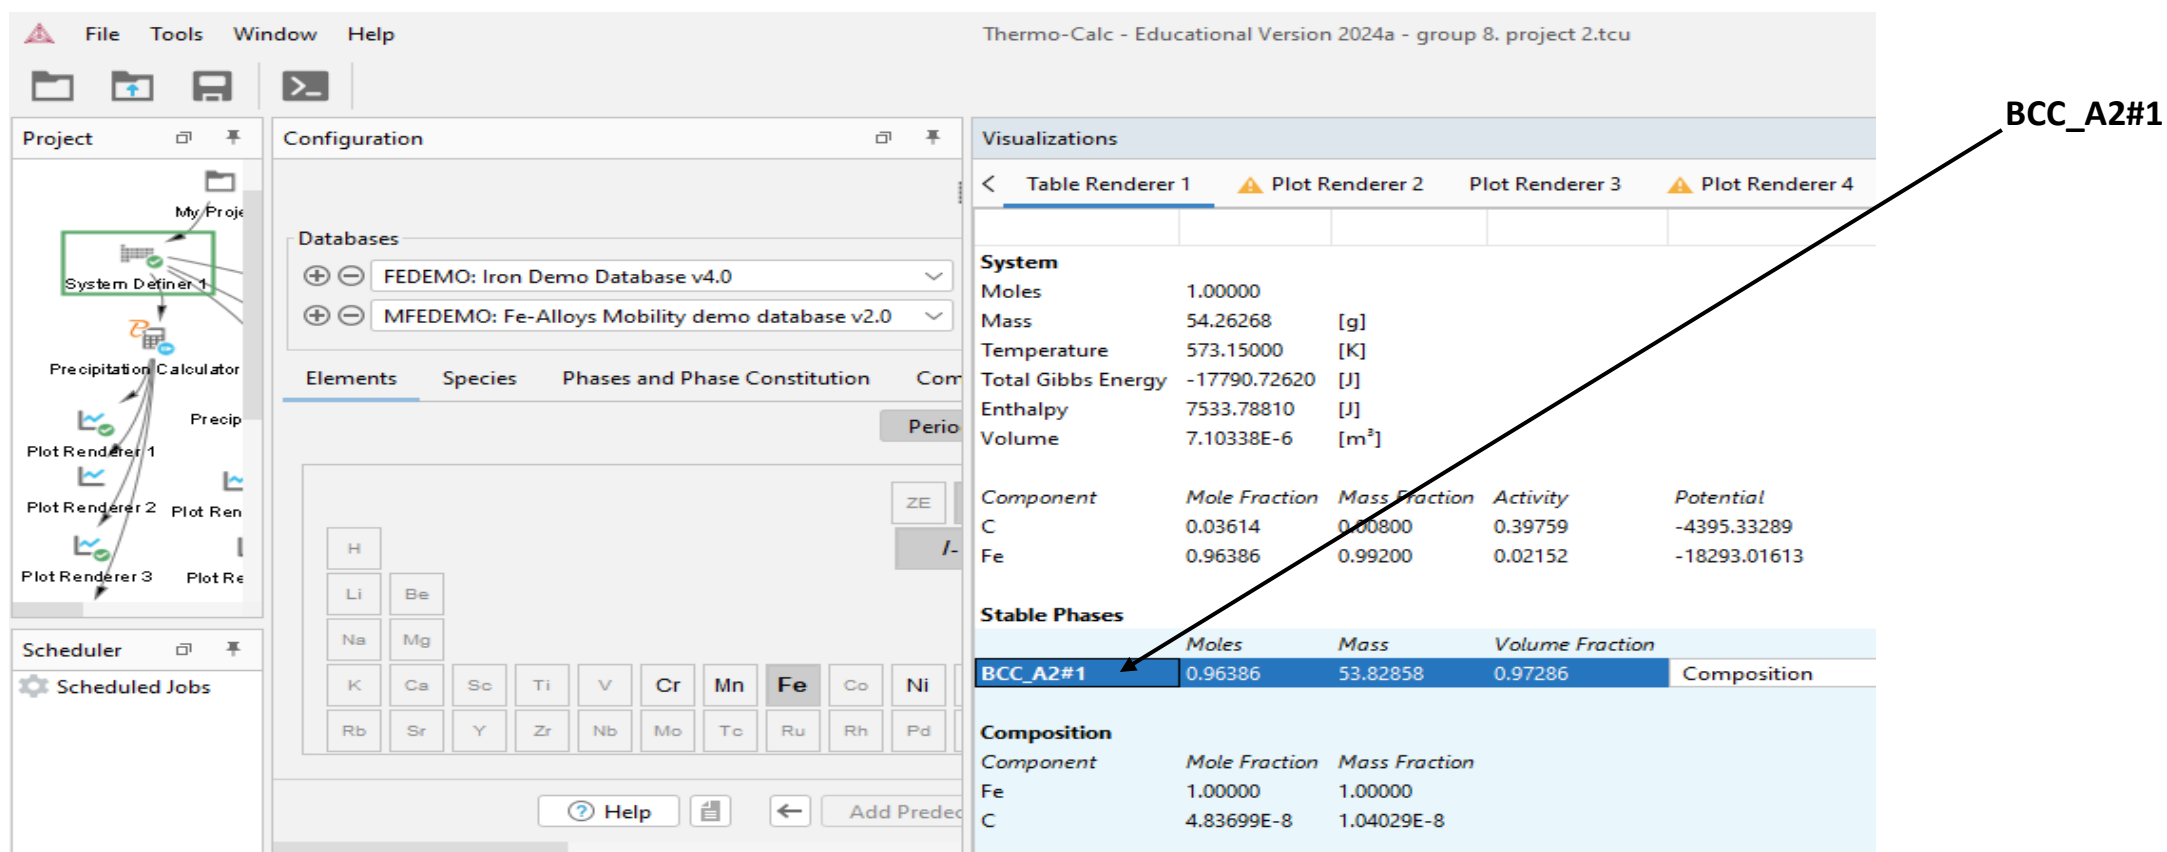 File Tools Window Help
Thermo-Calc - Educational Version 2024a - group 8. project 2.tcu
BCC_A2#1
Project
My Proje
System Definer 1
Precipitation Calculator
Precip
Plot Renderer 1
Plot Renderer 2 Plot Ren
Plot Renderer 3 Plot Re
Scheduler
Scheduled Jobs
Configuration
Databases
FEDEMO: Iron Demo Database v4.0
MFEDEMO: Fe-Alloys Mobility demo database v2.0
Elements Species Phases and Phase Constitution Com
Perio
ZE
H /-
Li Be
Na Mg
K Ca Sc Ti V Cr Mn Fe Co Ni
Rb Sr Y Zr Nb Mo Tc Ru Rh Pd
Help Add Predec
Visualizations
Table Renderer 1 Plot Renderer 2 Plot Renderer 3 Plot Renderer 4
System
Moles 1.00000
Mass 54.26268 [g]
Temperature 573.15000 [K]
Total Gibbs Energy -17790.72620 [J]
Enthalpy 7533.78810 [J]
Volume 7.10338E-6 [m³]
Component Mole Fraction Mass Fraction Activity Potential
C 0.03614 0.00800 0.39759 -4395.33289
Fe 0.96386 0.99200 0.02152 -18293.01613
Stable Phases
Moles Mass Volume Fraction
BCC_A2#1 0.96386 53.82858 0.97286 Composition
Composition
Component Mole Fraction Mass Fraction
Fe 1.00000 1.00000
C 4.83699E-8 1.04029E-8